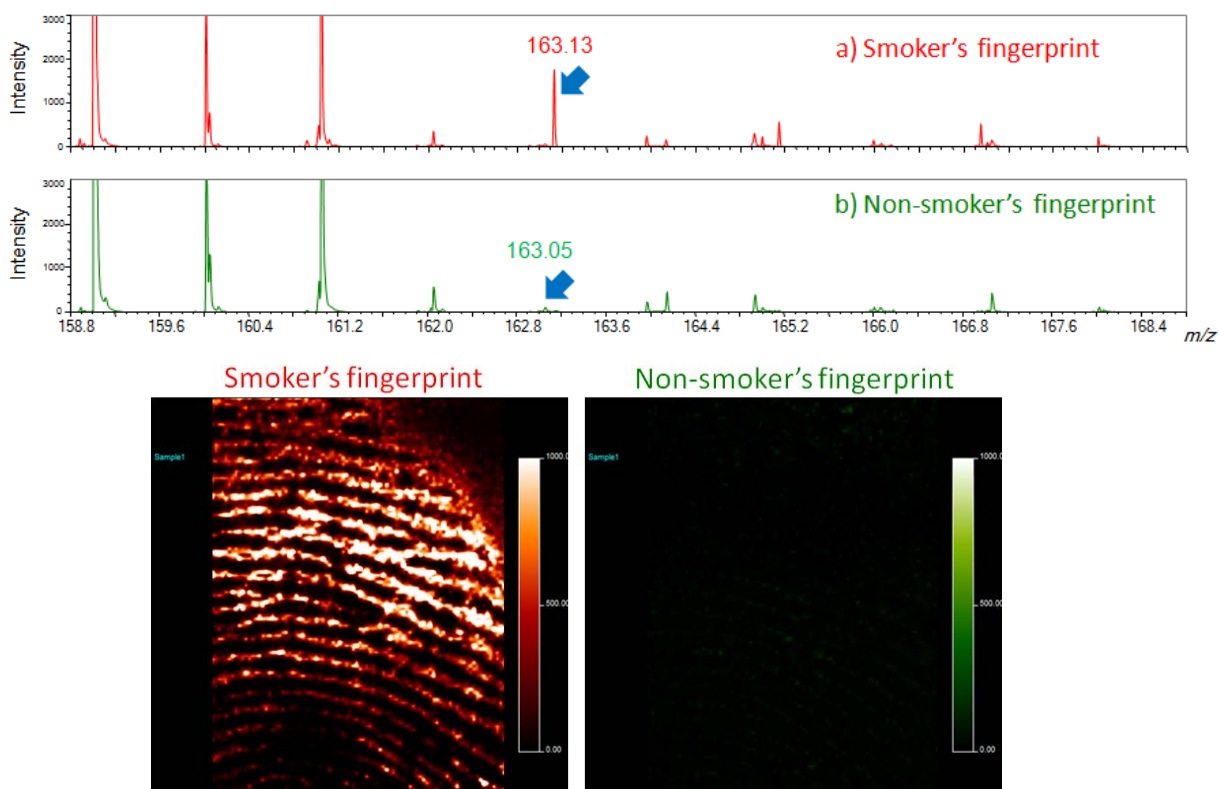 3000
2000
1000
0
Intensity
163.13
a) Smoker's fingerprint
3000
2000
1000
0
Intensity
163.05
b) Non-smoker's fingerprint
158.8 159.6 160.4 161.2 162.0 162.8 163.6 164.4 165.2 166.0 166.8 167.6 168.4
m/z
Smoker's fingerprint
Non-smoker's fingerprint
Sample1
1000.
500.00
0.00
Sample1
1000.
500.00
0.00